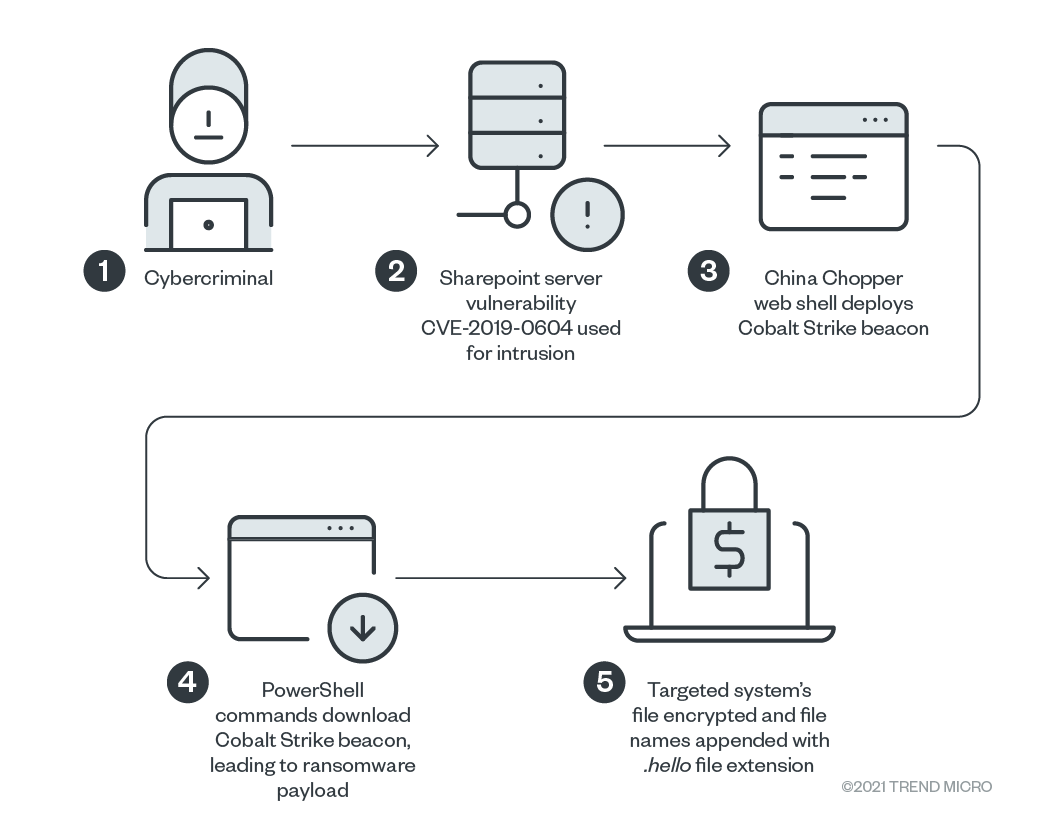 1
Cybercriminal
2
Sharepoint server
vulnerability
CVE-2019-0604 used
for intrusion
3
China Chopper
web shell deploys
Cobalt Strike beacon
$
4
PowerShell
commands download
Cobalt Strike beacon,
leading to ransomware
payload
5
Targeted system's
file encrypted and file
names appended with
.hello file extension
©2021 TREND MICRO